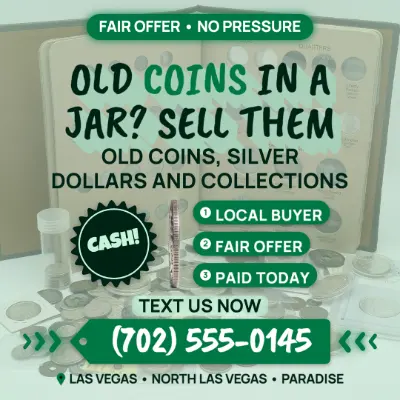 FAIR OFFER • NO PRESSURE
OLD COINS IN A
JAR? SELL THEM
OLD COINS, SILVER
DOLLARS AND COLLECTIONS
CASH!
1 LOCAL BUYER
2 FAIR OFFER
3 PAID TODAY
TEXT US NOW
(702) 555-0145
LAS VEGAS • NORTH LAS VEGAS • PARADISE
QUARTERS